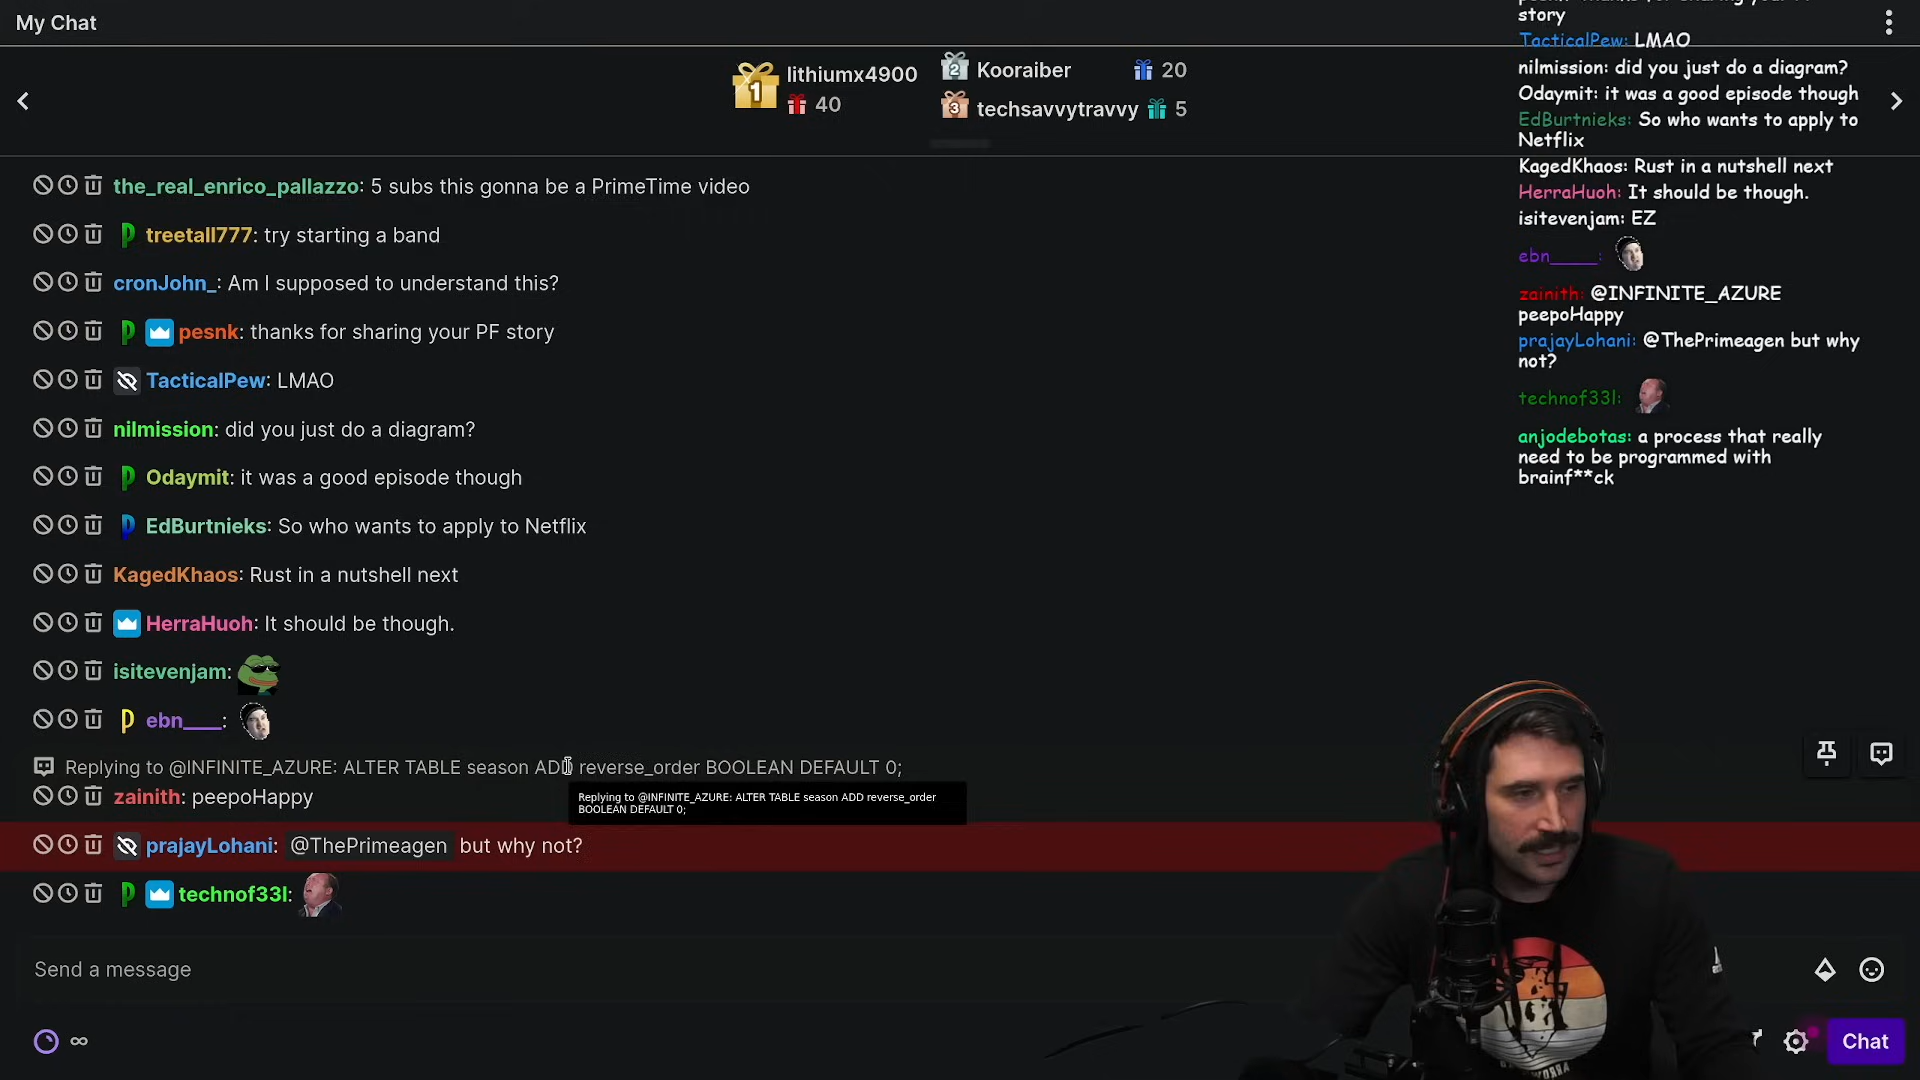 My Chat
lithiumx4900
40
1
2
Kooraiber
20
3
techsavvytravvy
5
the_real_enrico_pallazzo: 5 subs this gonna be a PrimeTime video
treetall777: try starting a band
cronJohn_: Am I supposed to understand this?
pesnk: thanks for sharing your PF story
TacticalPew: LMAO
nilmission: did you just do a diagram?
Odaymit: it was a good episode though
EdBurtnieks: So who wants to apply to Netflix
KagedKhaos: Rust in a nutshell next
HerraHuoh: It should be though.
isitevenjam:
ebn____:
Replying to @INFINITE_AZURE: ALTER TABLE season ADD reverse_order BOOLEAN DEFAULT 0;
zainith: peepoHappy
Replying to @INFINITE_AZURE: ALTER TABLE season ADD reverse_order
BOOLEAN DEFAULT 0;
prajayLohani: @ThePrimeagen but why not?
technof33l:
Send a message
∞
Chat
story
TacticalPew: LMAO
nilmission: did you just do a diagram?
Odaymit: it was a good episode though
EdBurtnieks: So who wants to apply to
Netflix
KagedKhaos: Rust in a nutshell next
HerraHuoh: It should be though.
isitevenjam: EZ
ebn____:
zainith: @INFINITE_AZURE
peepoHappy
prajayLohani: @ThePrimeagen but why
not?
technof33l:
anjodebotas: a process that really
need to be programmed with
brainf**ck